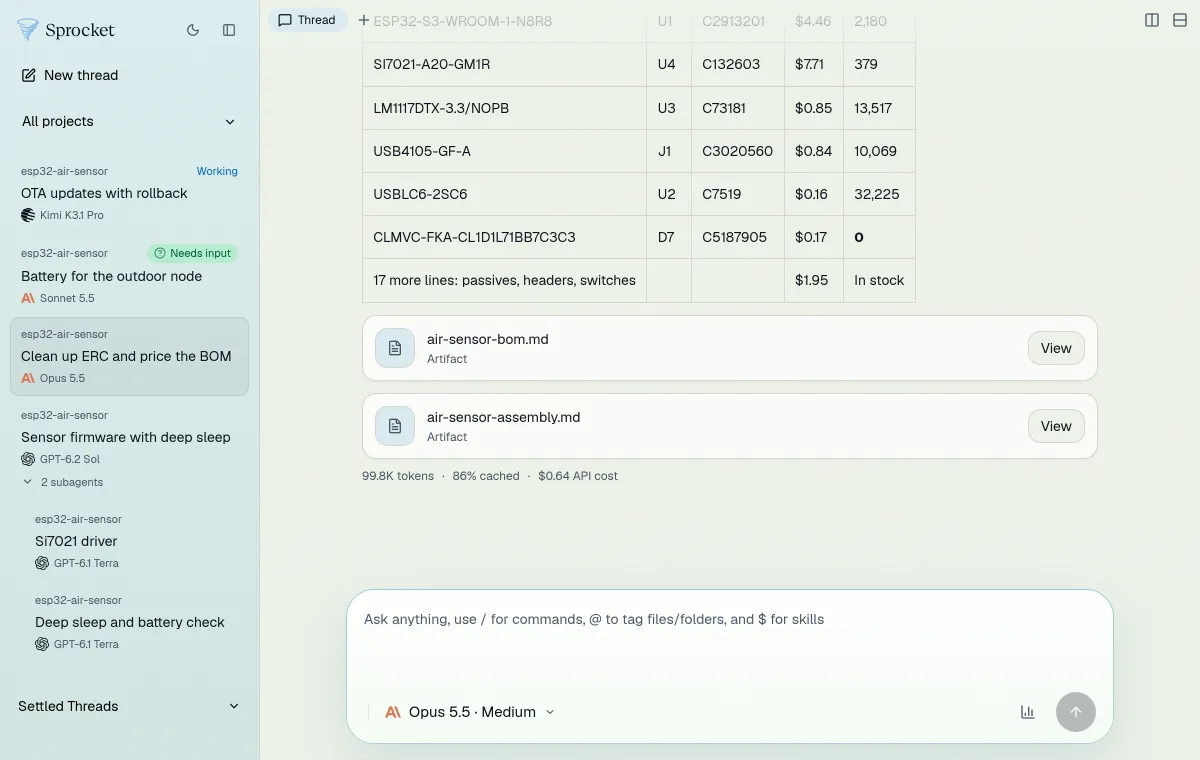 Sprocket
New thread
All projects
esp32-air-sensor Working
OTA updates with rollback
Kimi K3.1 Pro
esp32-air-sensor Needs input
Battery for the outdoor node
Sonnet 5.5
esp32-air-sensor
Clean up ERC and price the BOM
Opus 5.5
esp32-air-sensor
Sensor firmware with deep sleep
GPT-6.2 Sol
2 subagents
esp32-air-sensor
Si7021 driver
GPT-6.1 Terra
esp32-air-sensor
Deep sleep and battery check
GPT-6.1 Terra
Settled Threads
Thread
ESP32-S3-WROOM-1-N8R8 U1 C2913201 $4.46 2,180
SI7021-A20-GM1R U4 C132603 $7.71 379
LM1117DTX-3.3/NOPB U3 C73181 $0.85 13,517
USB4105-GF-A J1 C3020560 $0.84 10,069
USBLC6-2SC6 U2 C7519 $0.16 32,225
CLMVC-FKA-CL1D1L71BB7C3C3 D7 C5187905 $0.17 0
17 more lines: passives, headers, switches $1.95 In stock
air-sensor-bom.md
Artifact
View
air-sensor-assembly.md
Artifact
View
99.8K tokens · 86% cached · $0.64 API cost
Ask anything, use / for commands, @ to tag files/folders, and $ for skills
Opus 5.5 · Medium